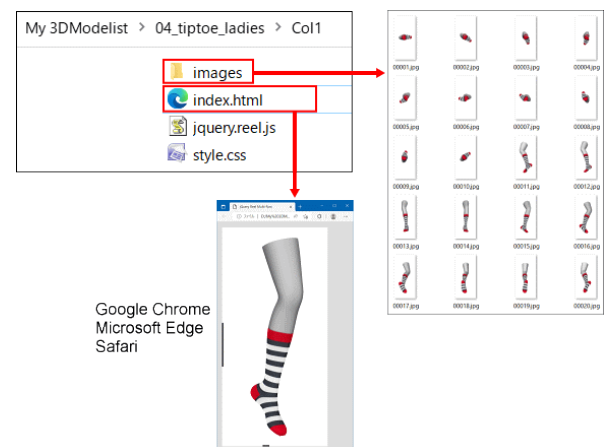 My 3DModelist > 04_tiptoe_ladies > Col1
images
index.html
jquery.reel.js
style.css
00001.jpg 00002.jpg 00003.jpg 00004.jpg
00005.jpg 00006.jpg 00007.jpg 00008.jpg
00009.jpg 00010.jpg 00011.jpg 00012.jpg
00013.jpg 00014.jpg 00015.jpg 00016.jpg
00017.jpg 00018.jpg 00019.jpg 00020.jpg
Google Chrome
Microsoft Edge
Safari